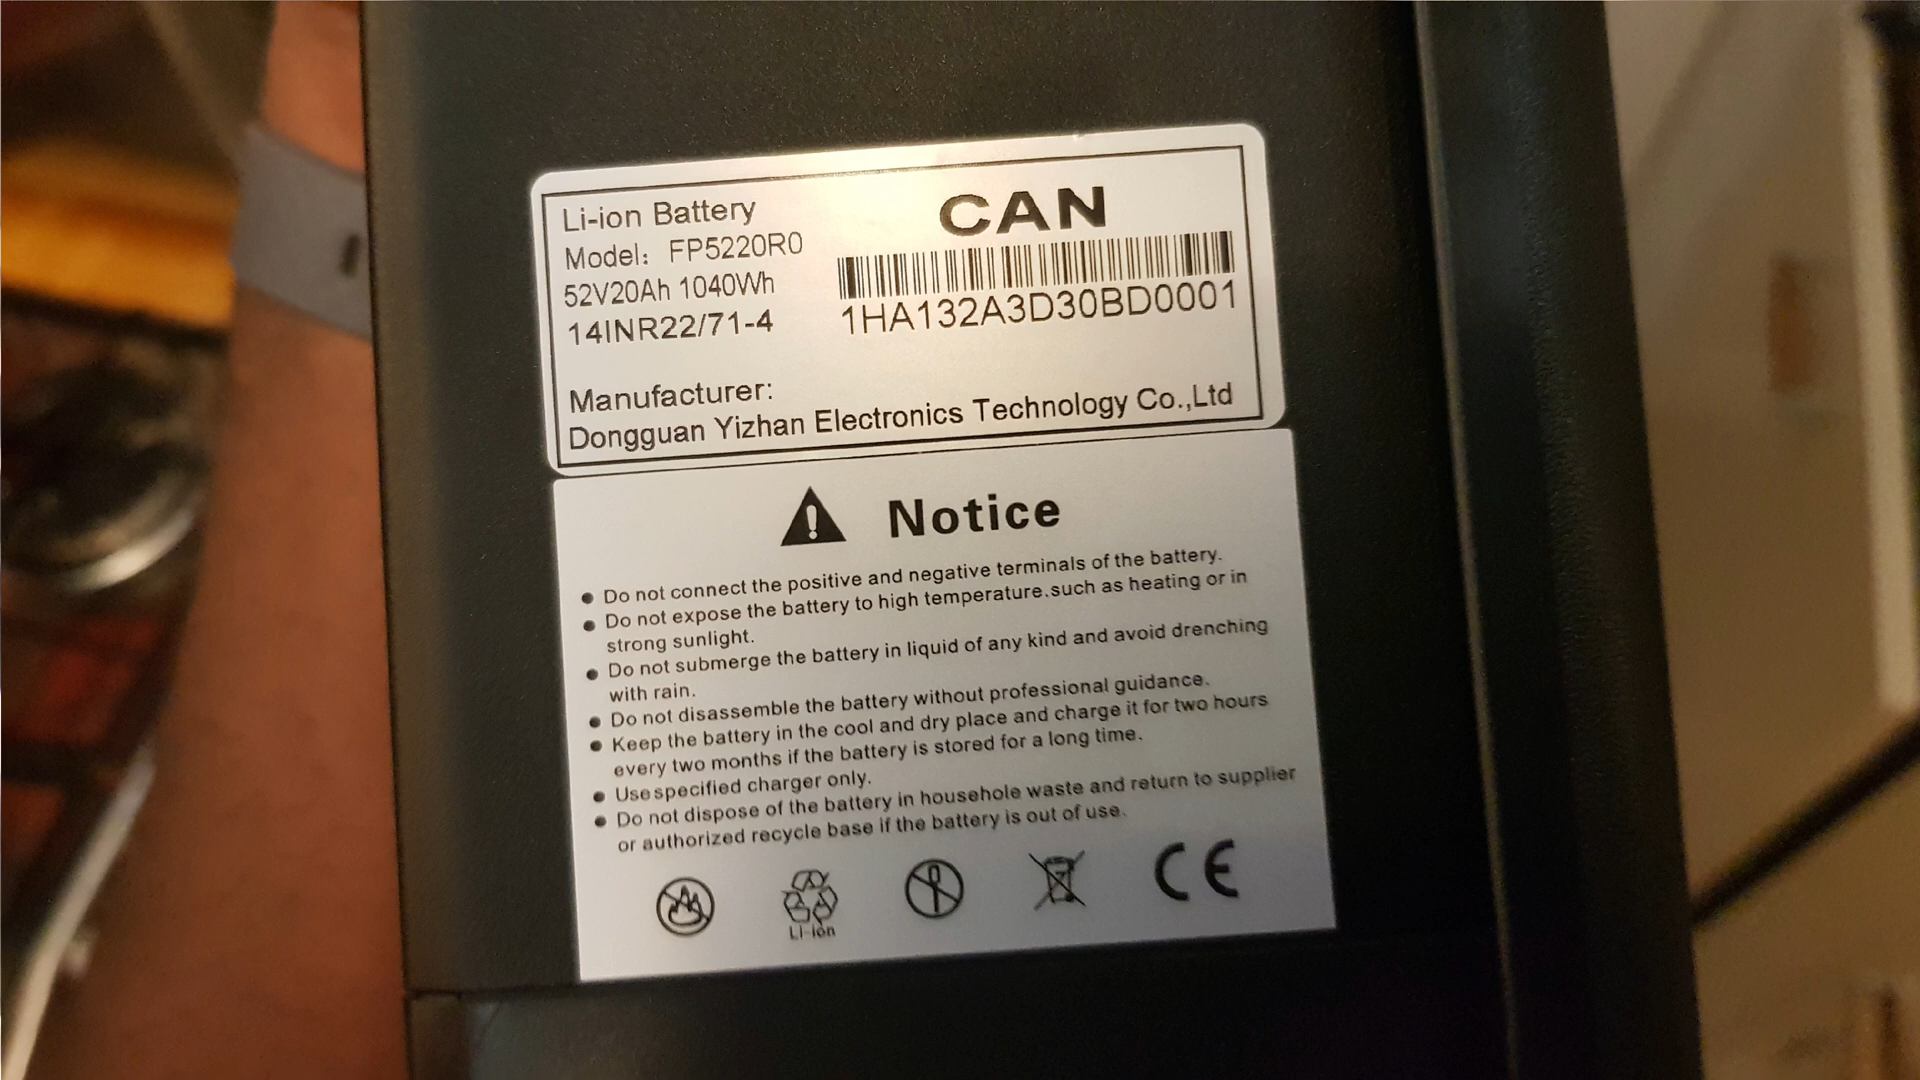 Li-ion Battery
CAN
Model: FP5220R0
52V20Ah 1040Wh
14INR22/71-4
1HA132A3D30BD0001
Manufacturer:
Dongguan Yizhan Electronics Technology Co.,Ltd
Notice
● Do not connect the positive and negative terminals of the battery.
● Do not expose the battery to high temperature.such as heating or in
strong sunlight.
● Do not submerge the battery in liquid of any kind and avoid drenching
with rain.
● Do not disassemble the battery without professional guidance.
● Keep the battery in the cool and dry place and charge it for two hours
every two months if the battery is stored for a long time.
● Use specified charger only.
● Do not dispose of the battery in househole waste and return to supplier
or authorized recycle base if the battery is out of use.
Li-ion
CE